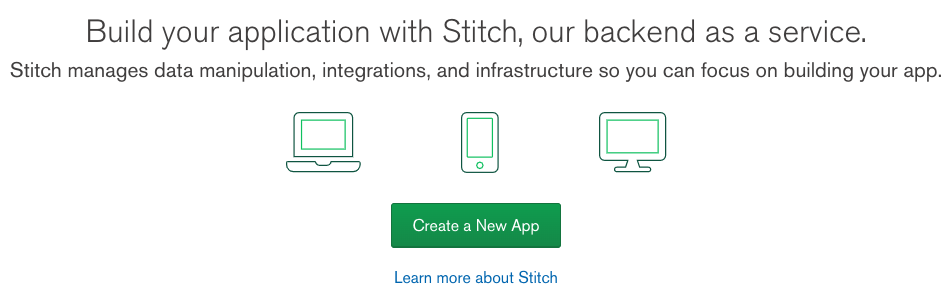 Build your application with Stitch, our backend as a service.
Stitch manages data manipulation, integrations, and infrastructure so you can focus on building your app.
Create a New App
Learn more about Stitch